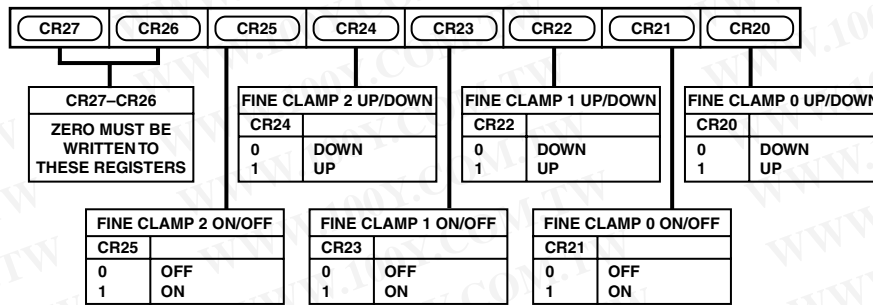 CR27 CR26 CR25 CR24 CR23 CR22 CR21 CR20
CR27–CR26
ZERO MUST BE
WRITTEN TO
THESE REGISTERS
FINE CLAMP 2 UP/DOWN
CR24
0 DOWN
1 UP
FINE CLAMP 1 UP/DOWN
CR22
0 DOWN
1 UP
FINE CLAMP 0 UP/DOWN
CR20
0 DOWN
1 UP
FINE CLAMP 2 ON/OFF
CR25
0 OFF
1 ON
FINE CLAMP 1 ON/OFF
CR23
0 OFF
1 ON
FINE CLAMP 0 ON/OFF
CR21
0 OFF
1 ON
WWW.100Y.COM.TW